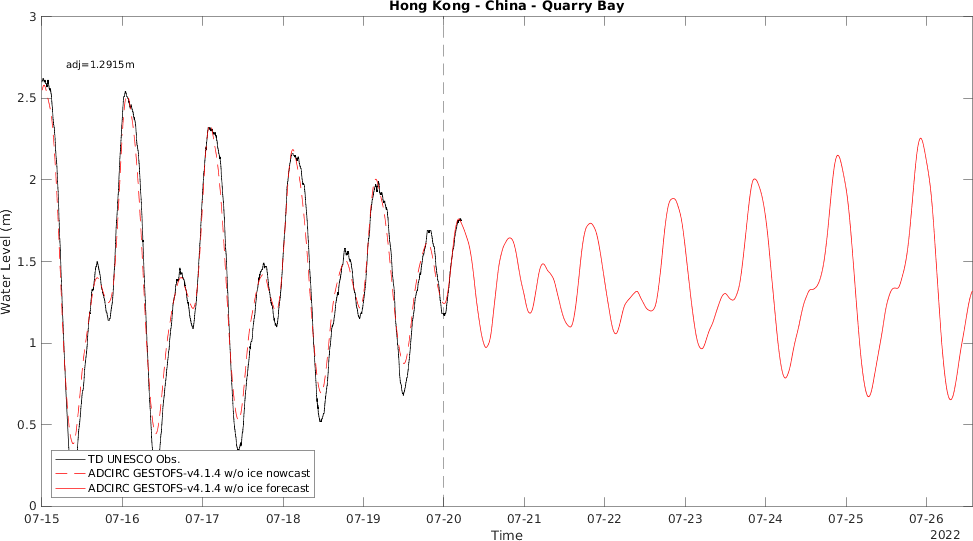 Hong Kong - China - Quarry Bay
adj=1.2915m
Water Level (m)
3
2.5
2
1.5
1
0.5
0
TD UNESCO Obs.
ADCIRC GESTOFS-v4.1.4 w/o ice nowcast
ADCIRC GESTOFS-v4.1.4 w/o ice forecast
07-15 07-16 07-17 07-18 07-19 07-20 07-21 07-22 07-23 07-24 07-25 07-26
2022
Time